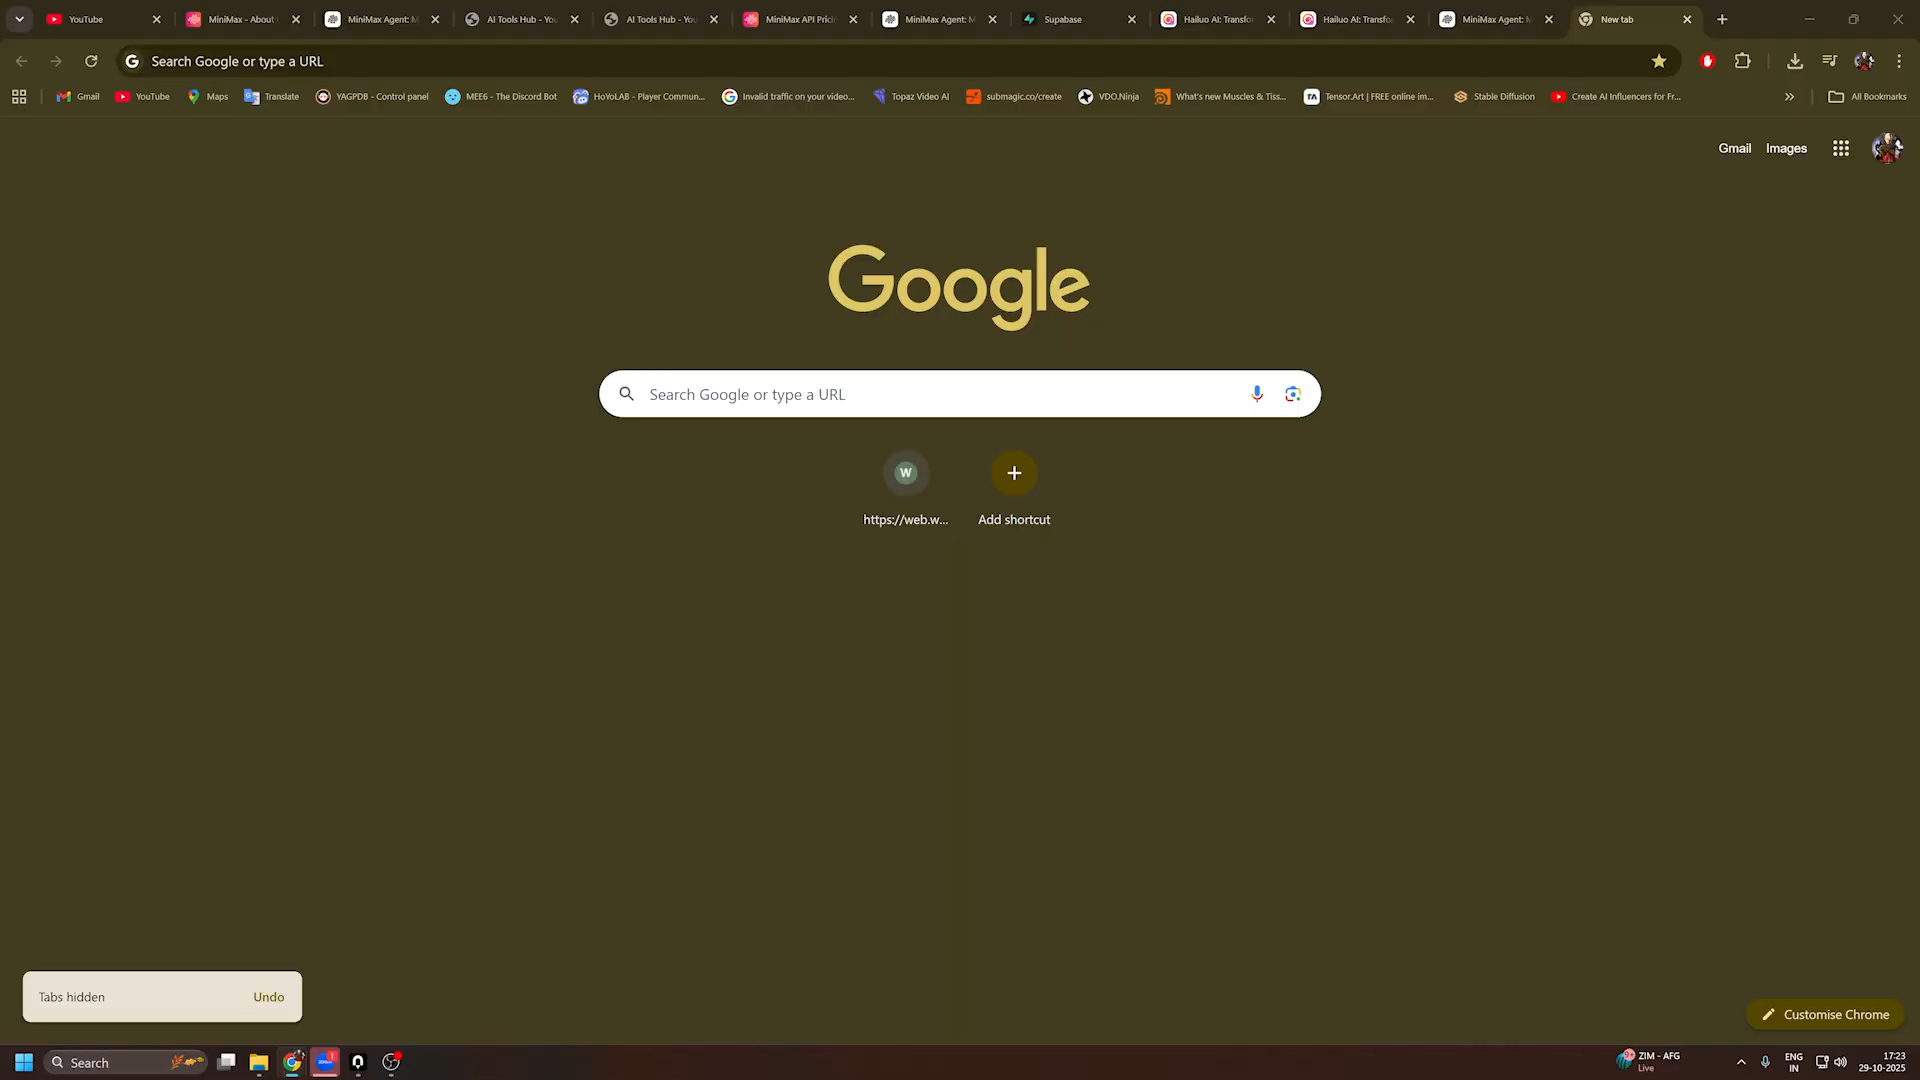 YouTube
MiniMax - About
MiniMax Agent: M
AI Tools Hub - You
AI Tools Hub - You
MiniMax API Pricin
MiniMax Agent: M
Supabase
Hailuo AI: Transfo
Hailuo AI: Transfo
MiniMax Agent: M
New tab
Search Google or type a URL
Gmail
YouTube
Maps
Translate
YAGPDB - Control panel
MEE6 - The Discord Bot
HoYoLAB - Player Commun...
Invalid traffic on your video...
Topaz Video AI
submagic.co/create
VDO.Ninja
What's new Muscles & Tiss...
TA
Tensor.Art | FREE online im...
Stable Diffusion
Create AI Influencers for Fr...
All Bookmarks
Gmail
Images
Google
Search Google or type a URL
W
https://web.w...
Add shortcut
Tabs hidden
Undo
Customise Chrome
Search
zoom
1
9+
ZIM - AFG
Live
ENG
IN
17:23
29-10-2025